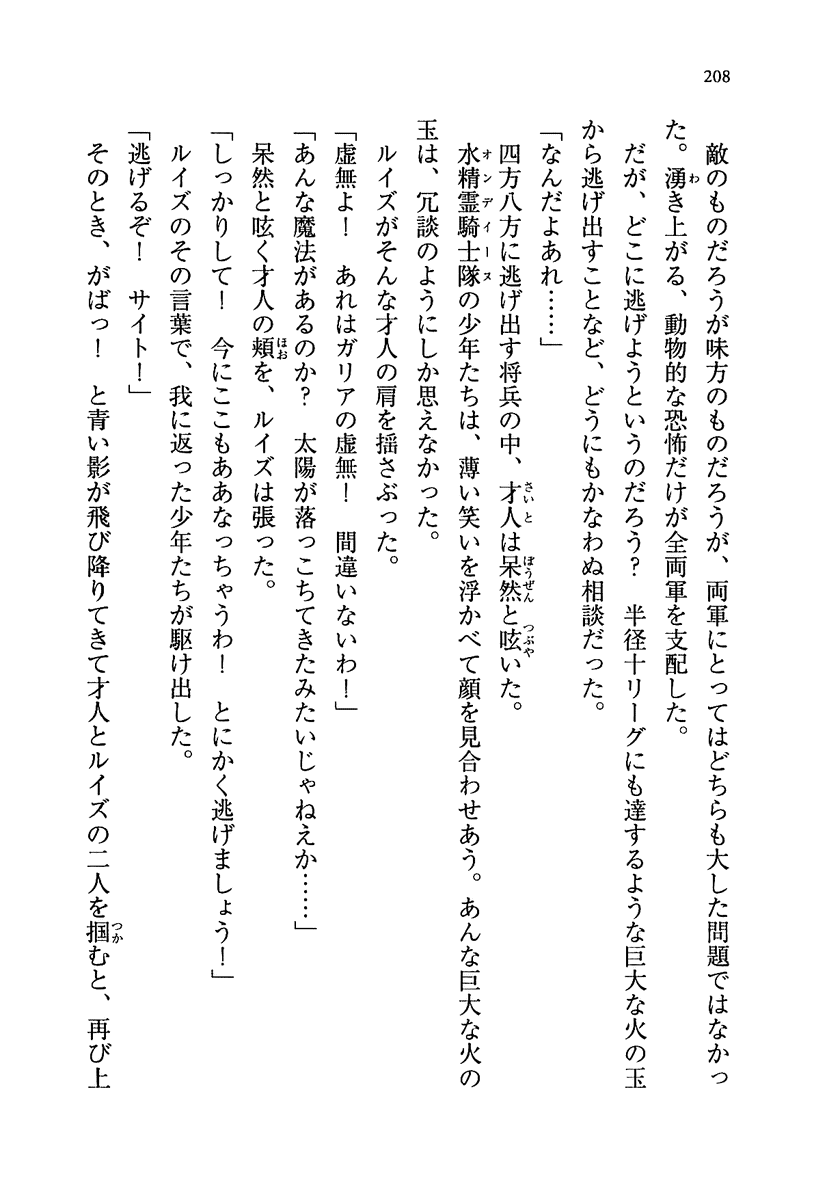 208
　敵のものだろうが味方のものだろうが、両軍にとってはどちらも大した問題ではなかっ
た。湧き上がる、動物的な恐怖だけが全両軍を支配した。
　だが、どこに逃げようというのだろう？　半径十リーグにも達するような巨大な火の玉
から逃げ出すことなど、どうにもかなわぬ相談だった。
「なんだよあれ……」
　四方八方に逃げ出す将兵の中、才人は呆然と呟いた。
　水精霊騎士隊の少年たちは、薄い笑いを浮かべて顔を見合わせあう。あんな巨大な火の
玉は、冗談のようにしか思えなかった。
　ルイズがそんな才人の肩を揺さぶった。
「虚無よ！　あれはガリアの虚無！　間違いないわ！」
「あんな魔法があるのか？　太陽が落っこちてきたみたいじゃねえか……」
　呆然と呟く才人の頬を、ルイズは張った。
「しっかりして！　今にここもああなっちゃうわ！　とにかく逃げましょう！」
　ルイズのその言葉で、我に返った少年たちが駆け出した。
「逃げるぞ！　サイト！」
　そのとき、がばっ！　と青い影が飛び降りてきて才人とルイズの二人を掴むと、再び上